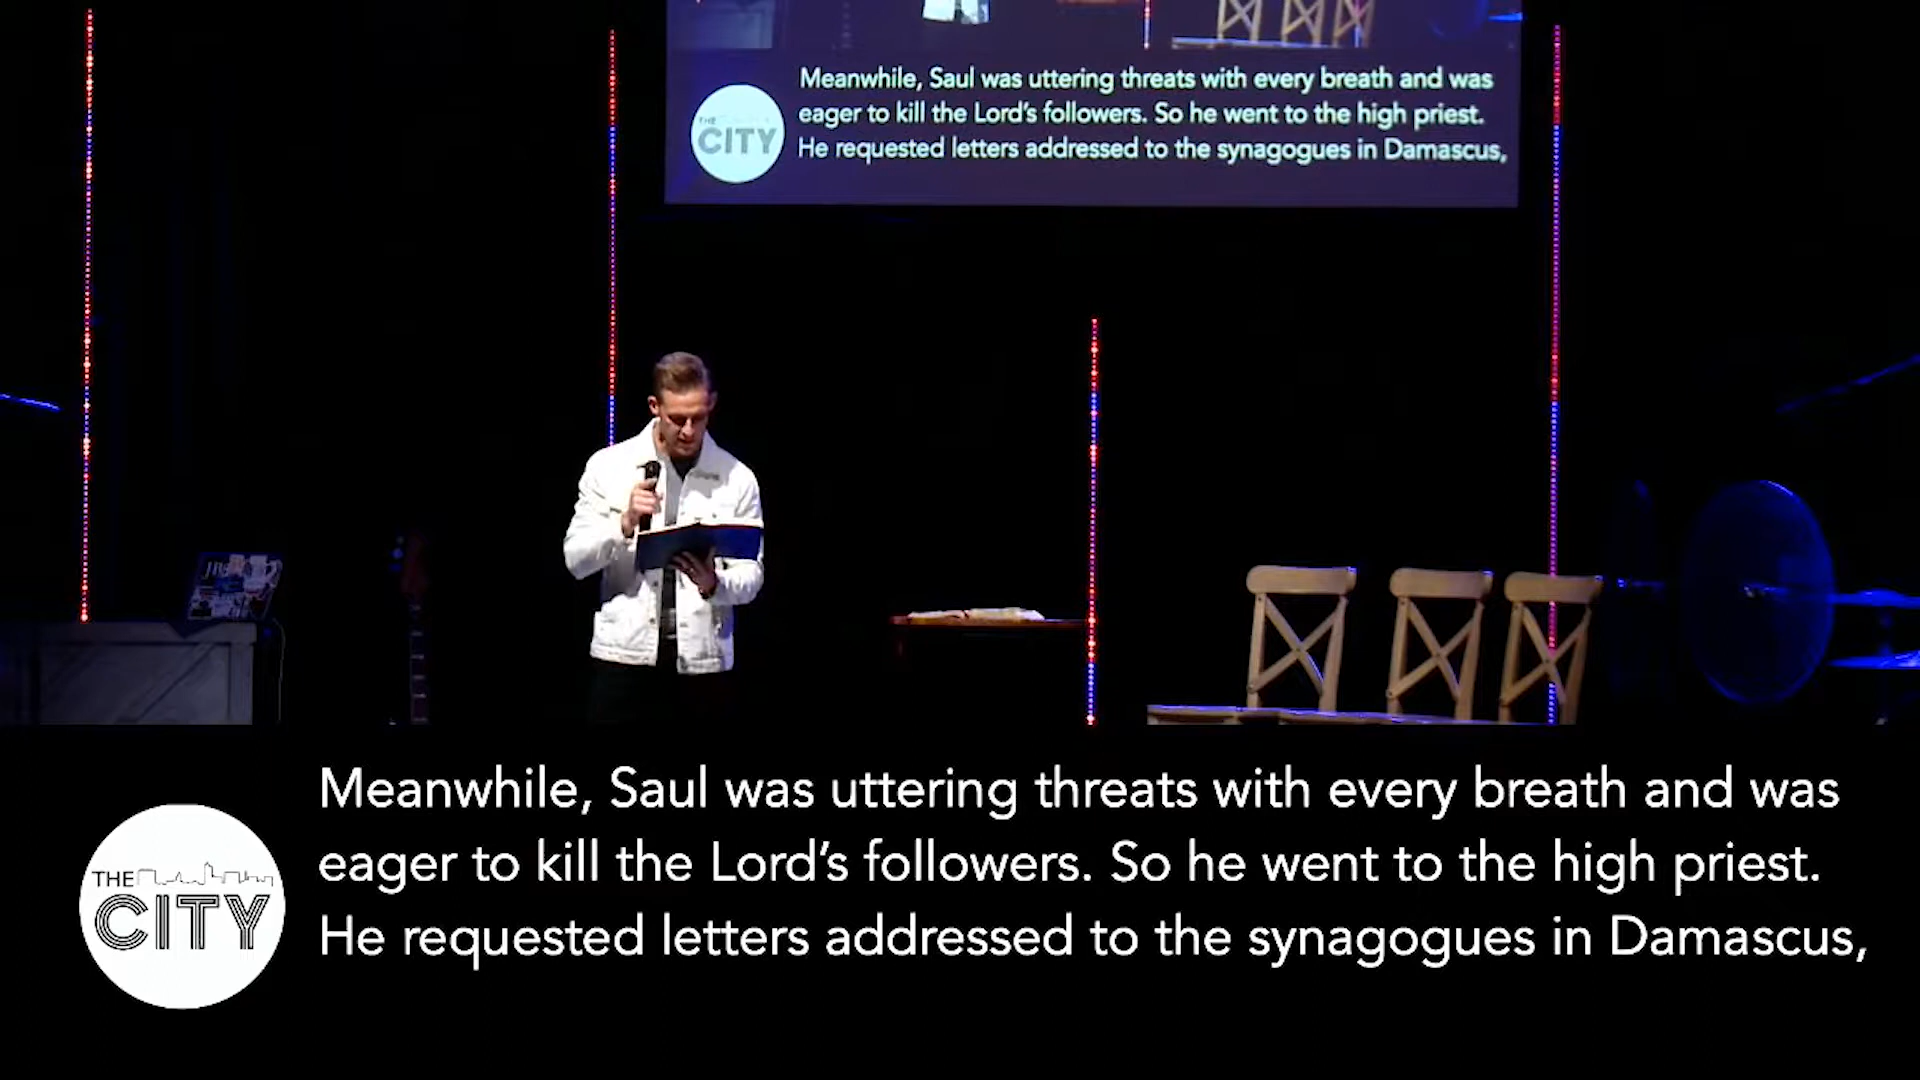 Meanwhile, Saul was uttering threats with every breath and was
eager to kill the Lord's followers. So he went to the high priest.
He requested letters addressed to the synagogues in Damascus,
THE
CITY
Meanwhile, Saul was uttering threats with every breath and was
eager to kill the Lord's followers. So he went to the high priest.
He requested letters addressed to the synagogues in Damascus,
THE
CITY